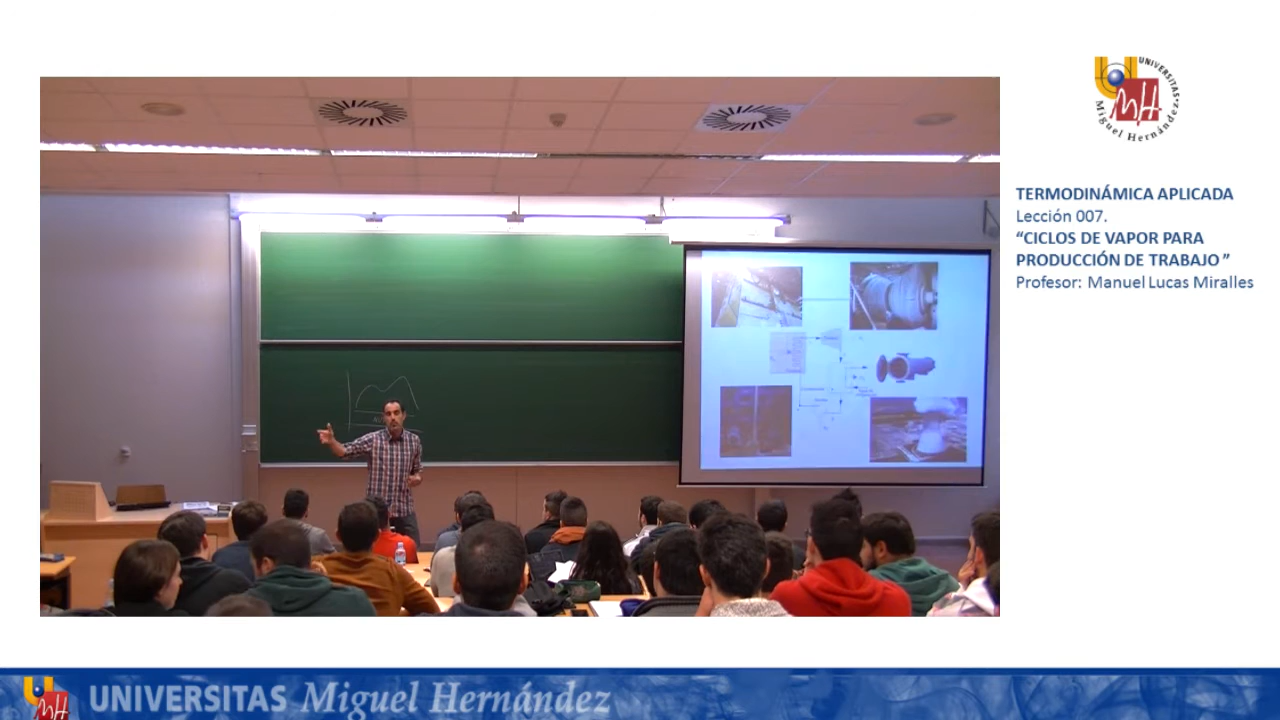 UNIVERSITAS
Miguel Hernández
TERMODINÁMICA APLICADA
Lección 007.
“CICLOS DE VAPOR PARA
PRODUCCIÓN DE TRABAJO”
Profesor: Manuel Lucas Miralles
UNIVERSITAS Miguel Hernández